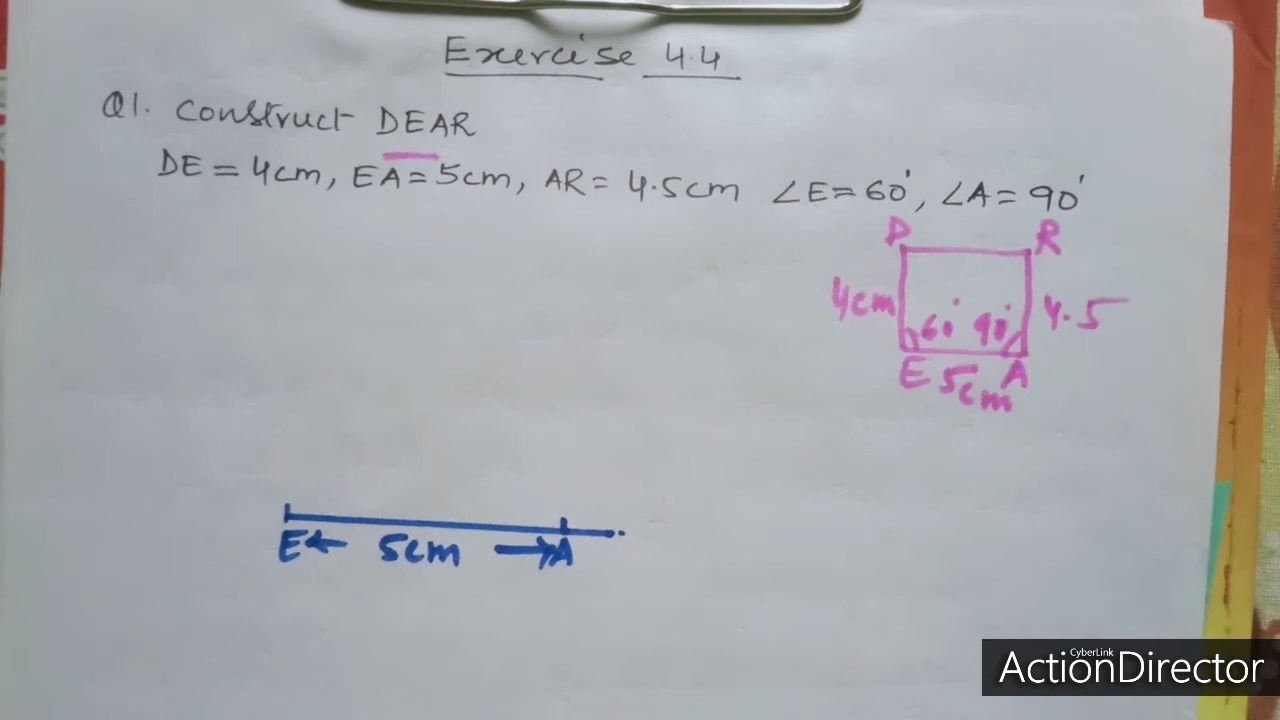 Exercise 4.4
Q1. Construct DEAR
DE = 4cm, EA = 5cm, AR = 4.5cm ∠E = 60°, ∠A = 90°
D R
4cm 60° 90° 4.5
E 5cm A
E ← 5cm → A
CyberLink
ActionDirector